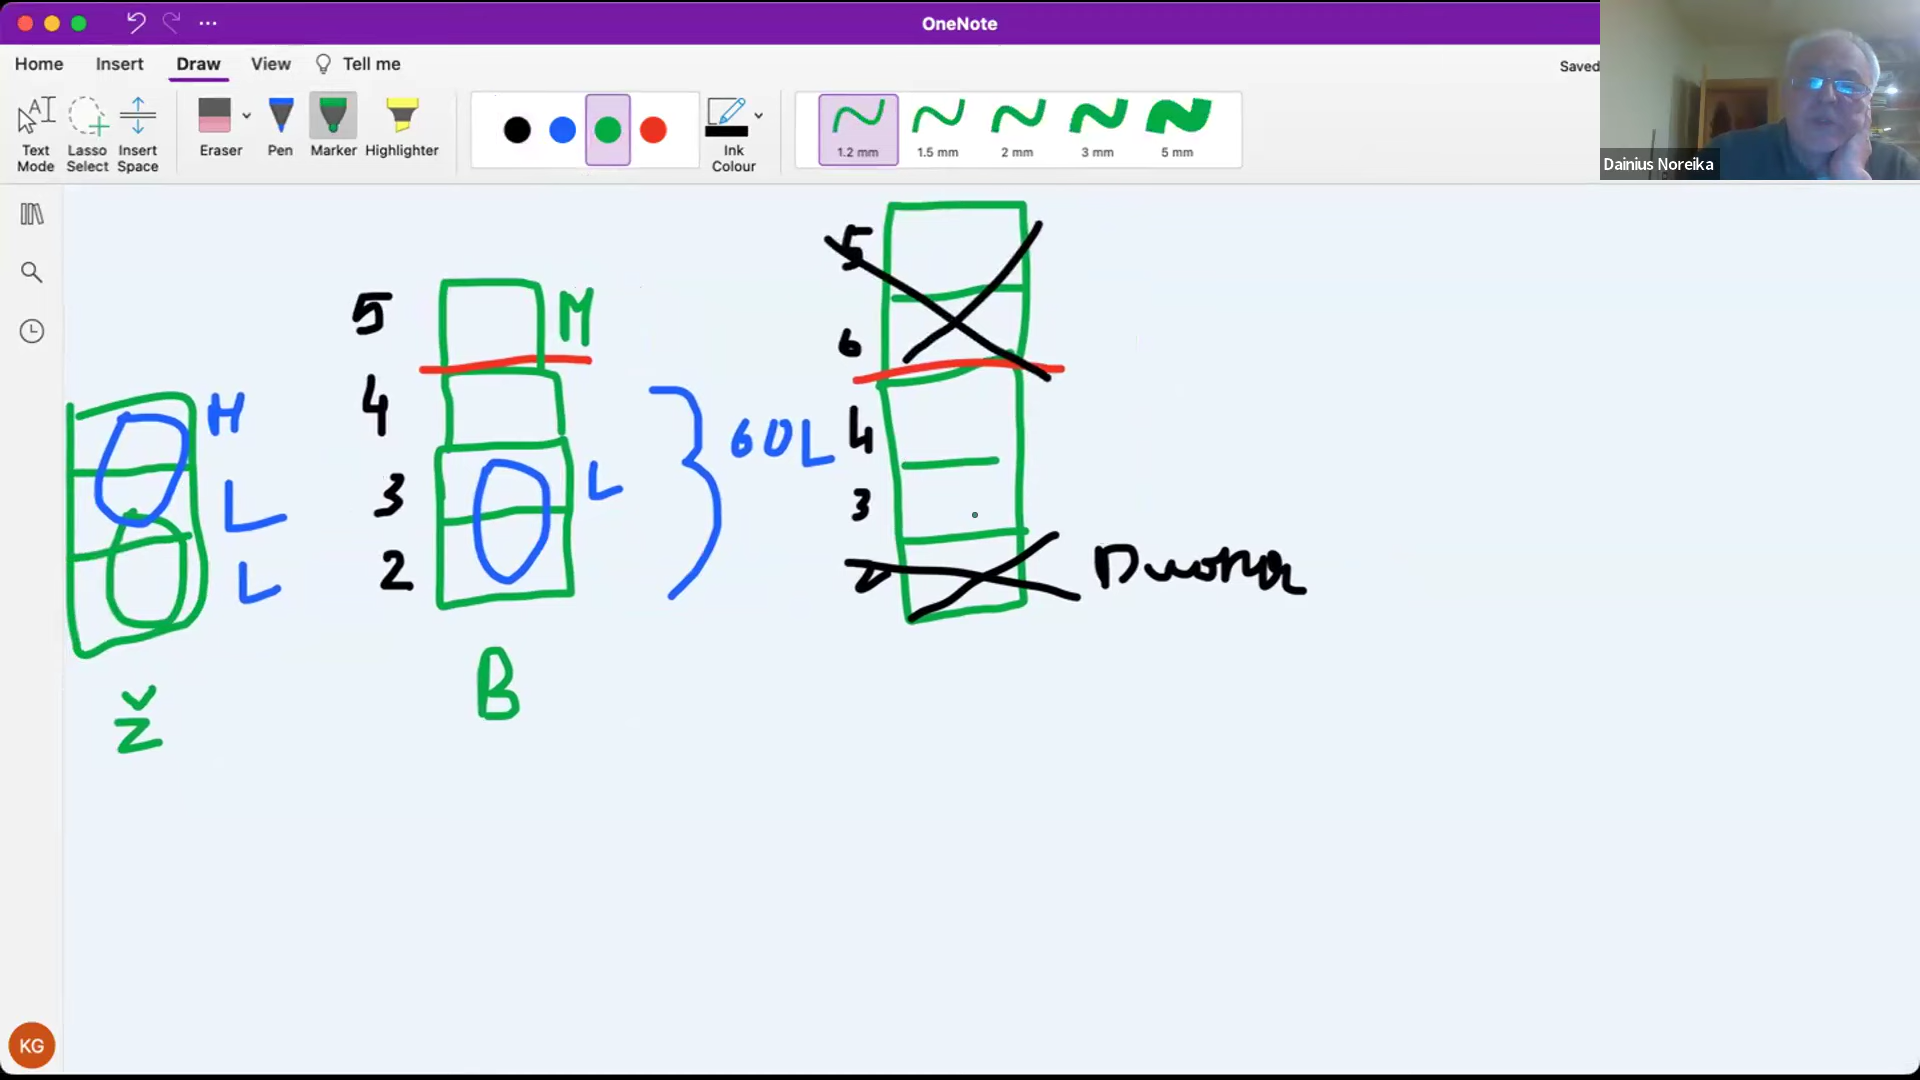 OneNote
Home Insert Draw View Tell me
Saved
Text Mode
Lasso Select
Insert Space
Eraser
Pen
Marker
Highlighter
Ink Colour
1.2 mm
1.5 mm
2 mm
3 mm
5 mm
Dainius Noreika
H
L
L
Ž
5
4
3
2
M
L
B
60L
5
6
4
3
2
KG